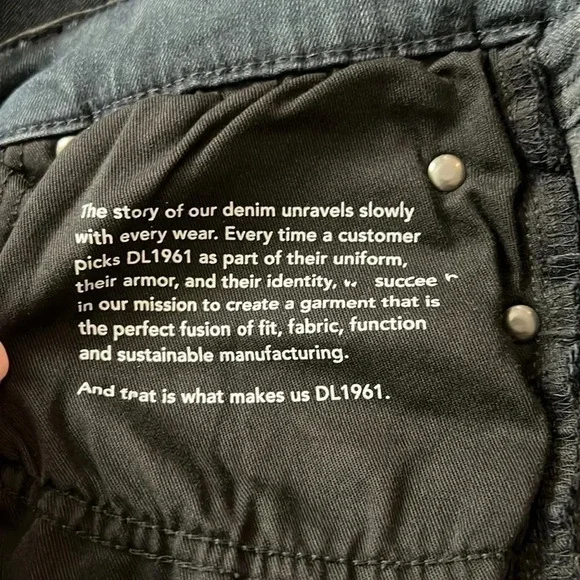 The story of our denim unravels slowly
with every wear. Every time a customer
picks DL1961 as part of their uniform,
their armor, and their identity,
in our mission to create a garment that is
the perfect fusion of fit, fabric, function
and sustainable manufacturing.
And that is what makes us DL1961.